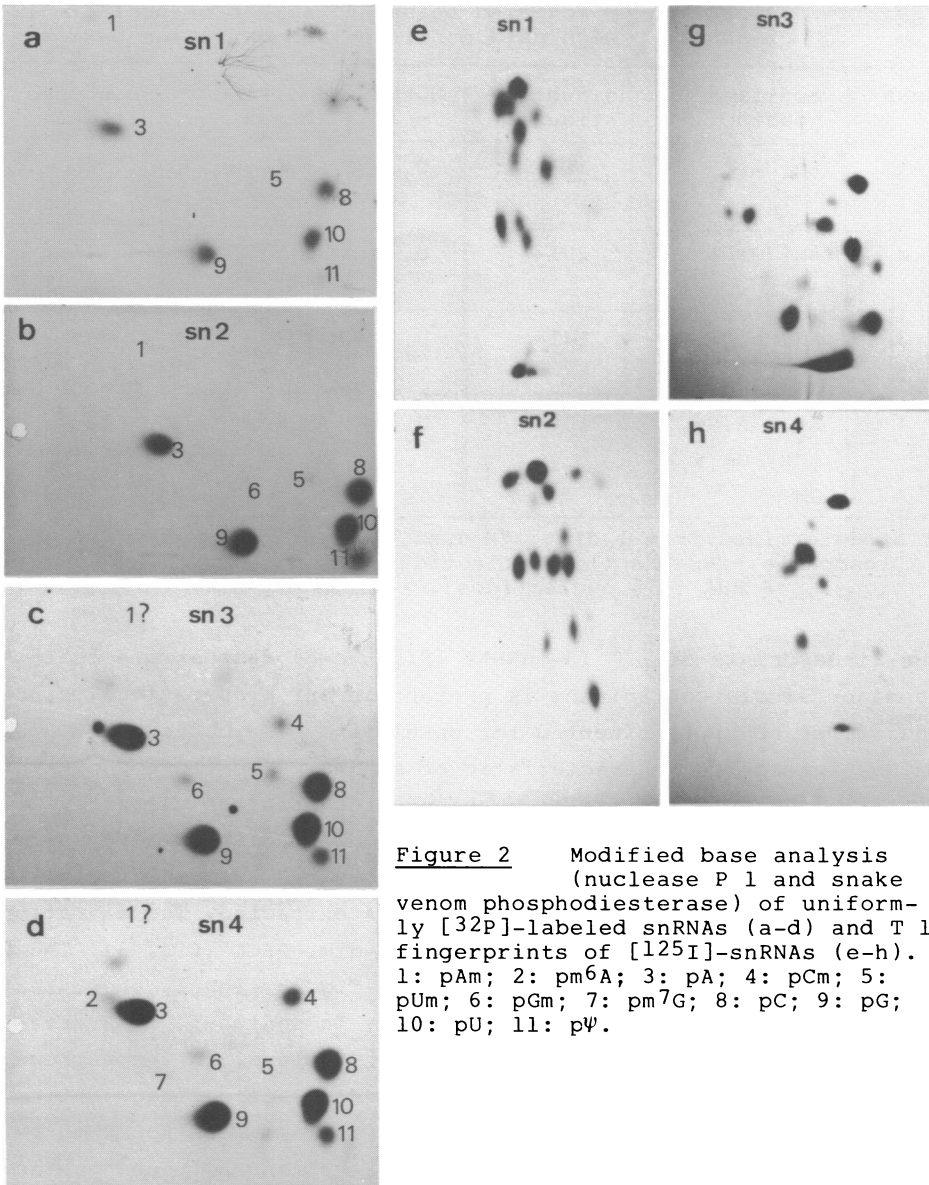 a
1
sn1
3
5
8
10
9
11
b
sn2
1
3
8
6
5
10
9
11
c
1?
sn 3
4
3
5
6
8
10
9
11
d
1?
sn 4
2
3
4
6
5
8
7
10
9
11
e
sn1
g
sn3
f
sn2
h
sn4
Figure 2 Modified base analysis
(nuclease P 1 and snake
venom phosphodiesterase) of uniform-
ly [³²P]-labeled snRNAs (a-d) and T 1
fingerprints of [¹²⁵I]-snRNAs (e-h).
1: pAm; 2: pm⁶A; 3: pA; 4: pCm; 5:
pUm; 6: pGm; 7: pm⁷G; 8: pC; 9: pG;
10: pU; 11: pΨ.